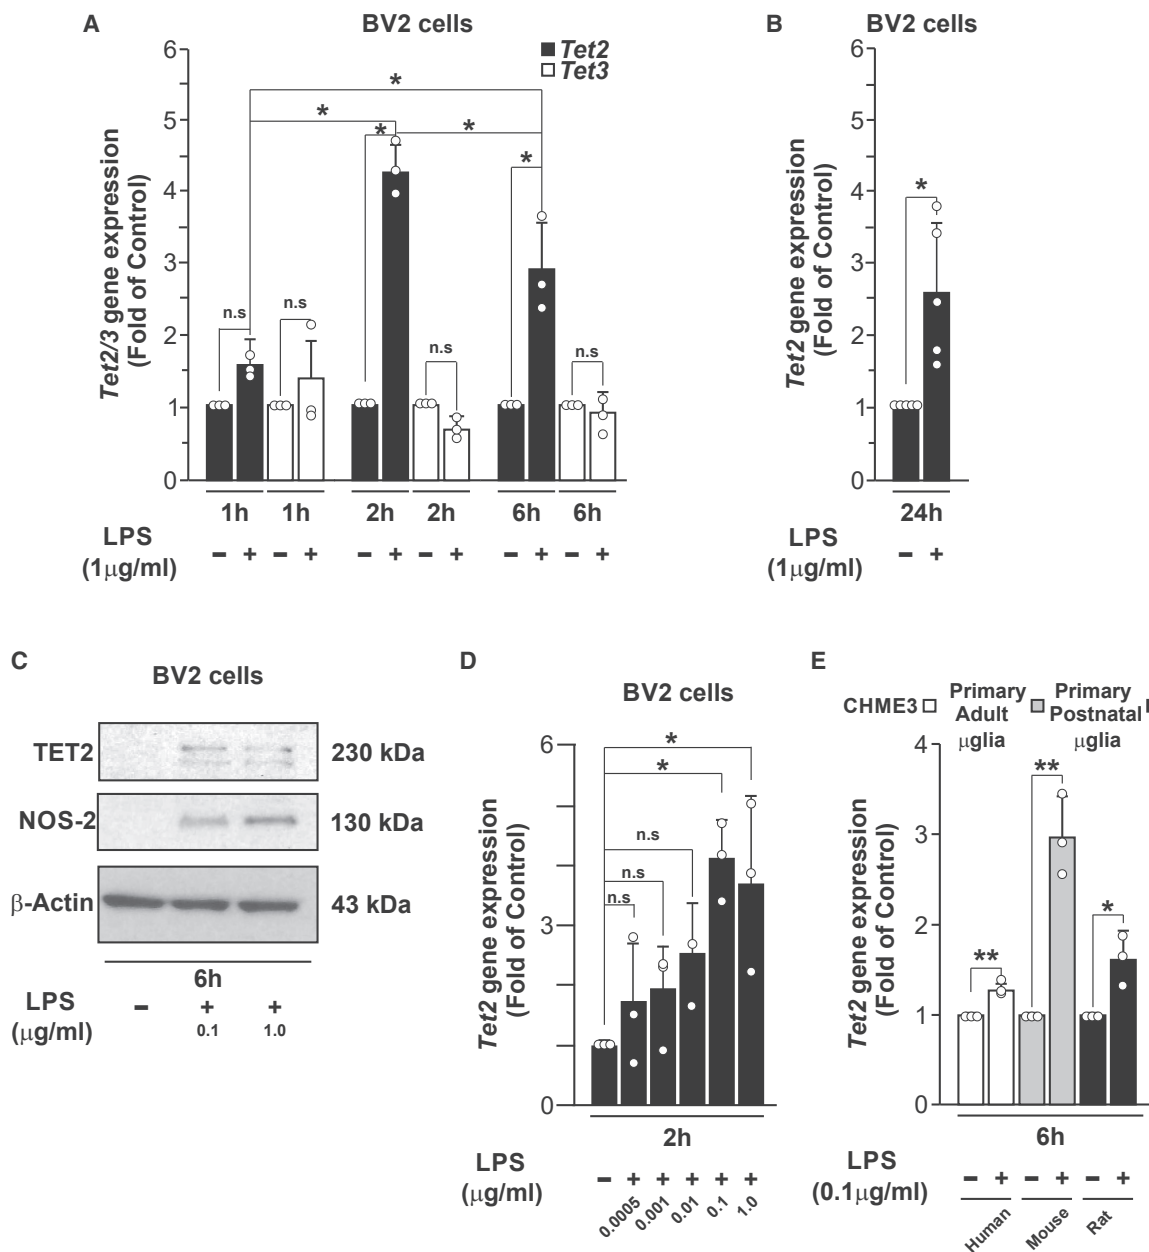 A
BV2 cells
Tet2
Tet3
Tet2/3 gene expression
(Fold of Control)
6
5
4
3
2
1
0
n.s
n.s
*
*
*
*
n.s
*
n.s
1h
1h
2h
2h
6h
6h
LPS
(1μg/ml)
− + − + − + − + − + − +
B
BV2 cells
Tet2 gene expression
(Fold of Control)
6
5
4
3
2
1
0
*
24h
LPS
(1μg/ml)
− +
C
BV2 cells
TET2
230 kDa
NOS-2
130 kDa
β-Actin
43 kDa
6h
LPS
(μg/ml)
− + +
0.1 1.0
D
BV2 cells
Tet2 gene expression
(Fold of Control)
6
3
0
*
*
n.s
n.s
n.s
2h
LPS
(μg/ml)
− + + + + +
0.0005 0.001 0.01 0.1 1.0
E
CHME3
Primary
Adult
μglia
Primary
Postnatal
μglia
Tet2 gene expression
(Fold of Control)
4
3
2
1
0
**
**
*
6h
LPS
(0.1μg/ml)
− + − + − +
Human Mouse Rat